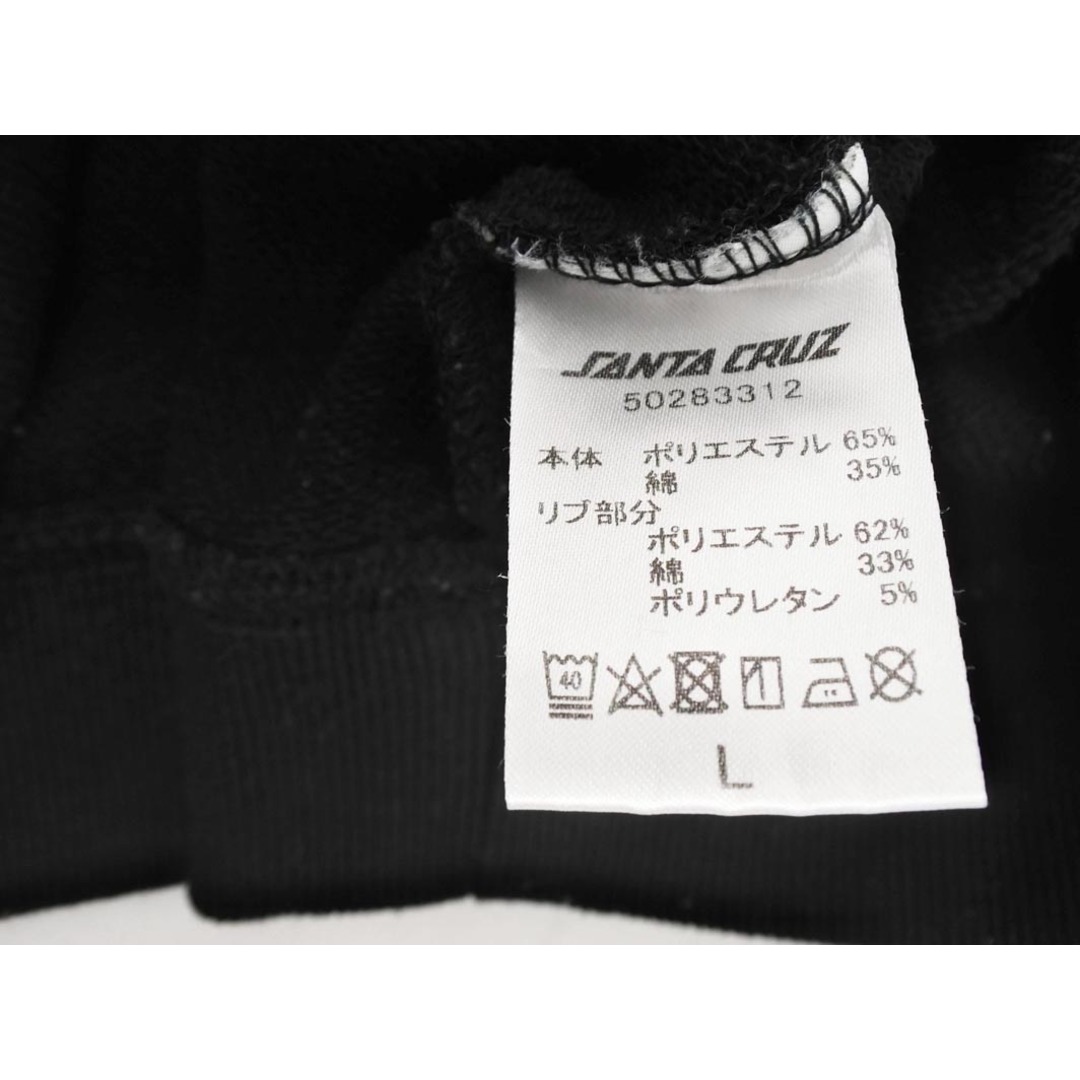 SANTA CRUZ
50283312
本体 ポリエステル 65%
綿 35%
リブ部分
ポリエステル 62%
綿 33%
ポリウレタン 5%
40
L